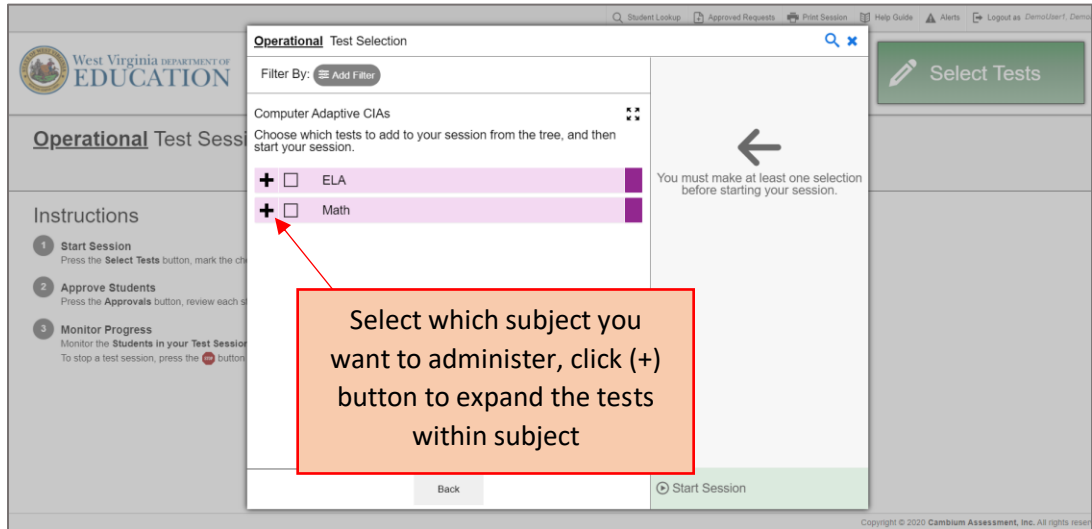 Student Lookup Approved Requests Print Session Help Guide Alerts Logout as DemoUser1, Demo
West Virginia DEPARTMENT OF
EDUCATION
Operational Test Selection
Select Tests
Filter By: Add Filter
Operational Test Sessi
Computer Adaptive CIAs
Choose which tests to add to your session from the tree, and then
start your session.
ELA
Math
You must make at least one selection
before starting your session.
Instructions
1 Start Session
Press the Select Tests button, mark the ch
2 Approve Students
Press the Approvals button, review each s
3 Monitor Progress
Monitor the Students in your Test Session
To stop a test session, press the STOP button
Select which subject you
want to administer, click (+)
button to expand the tests
within subject
Back
Start Session
Copyright © 2020 Cambium Assessment, Inc. All rights reser